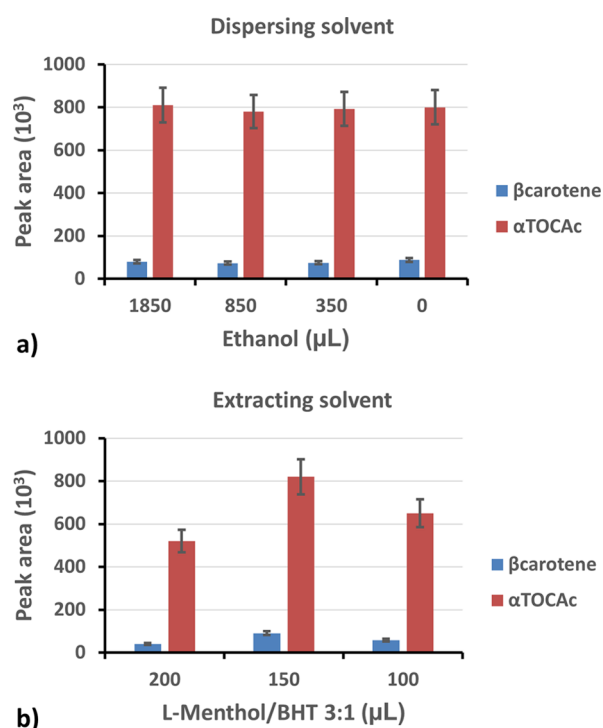 Dispersing solvent
Peak area (10³)
1000
800
600
400
200
0
1850 850 350 0
Ethanol (µL)
βcarotene
αTOCAc
a)
Extracting solvent
Peak area (10³)
1000
800
600
400
200
0
200 150 100
L-Menthol/BHT 3:1 (µL)
βcarotene
αTOCAc
b)